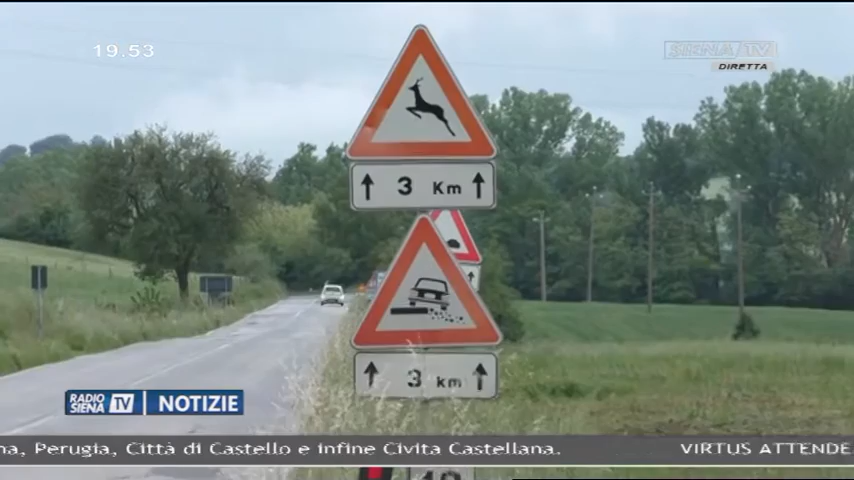 19.53
SIENA TV
DIRETTA
3 Km
3 km
RADIO SIENA TV NOTIZIE
na, Perugia, Città di Castello e infine Civita Castellana. VIRTUS ATTENDE